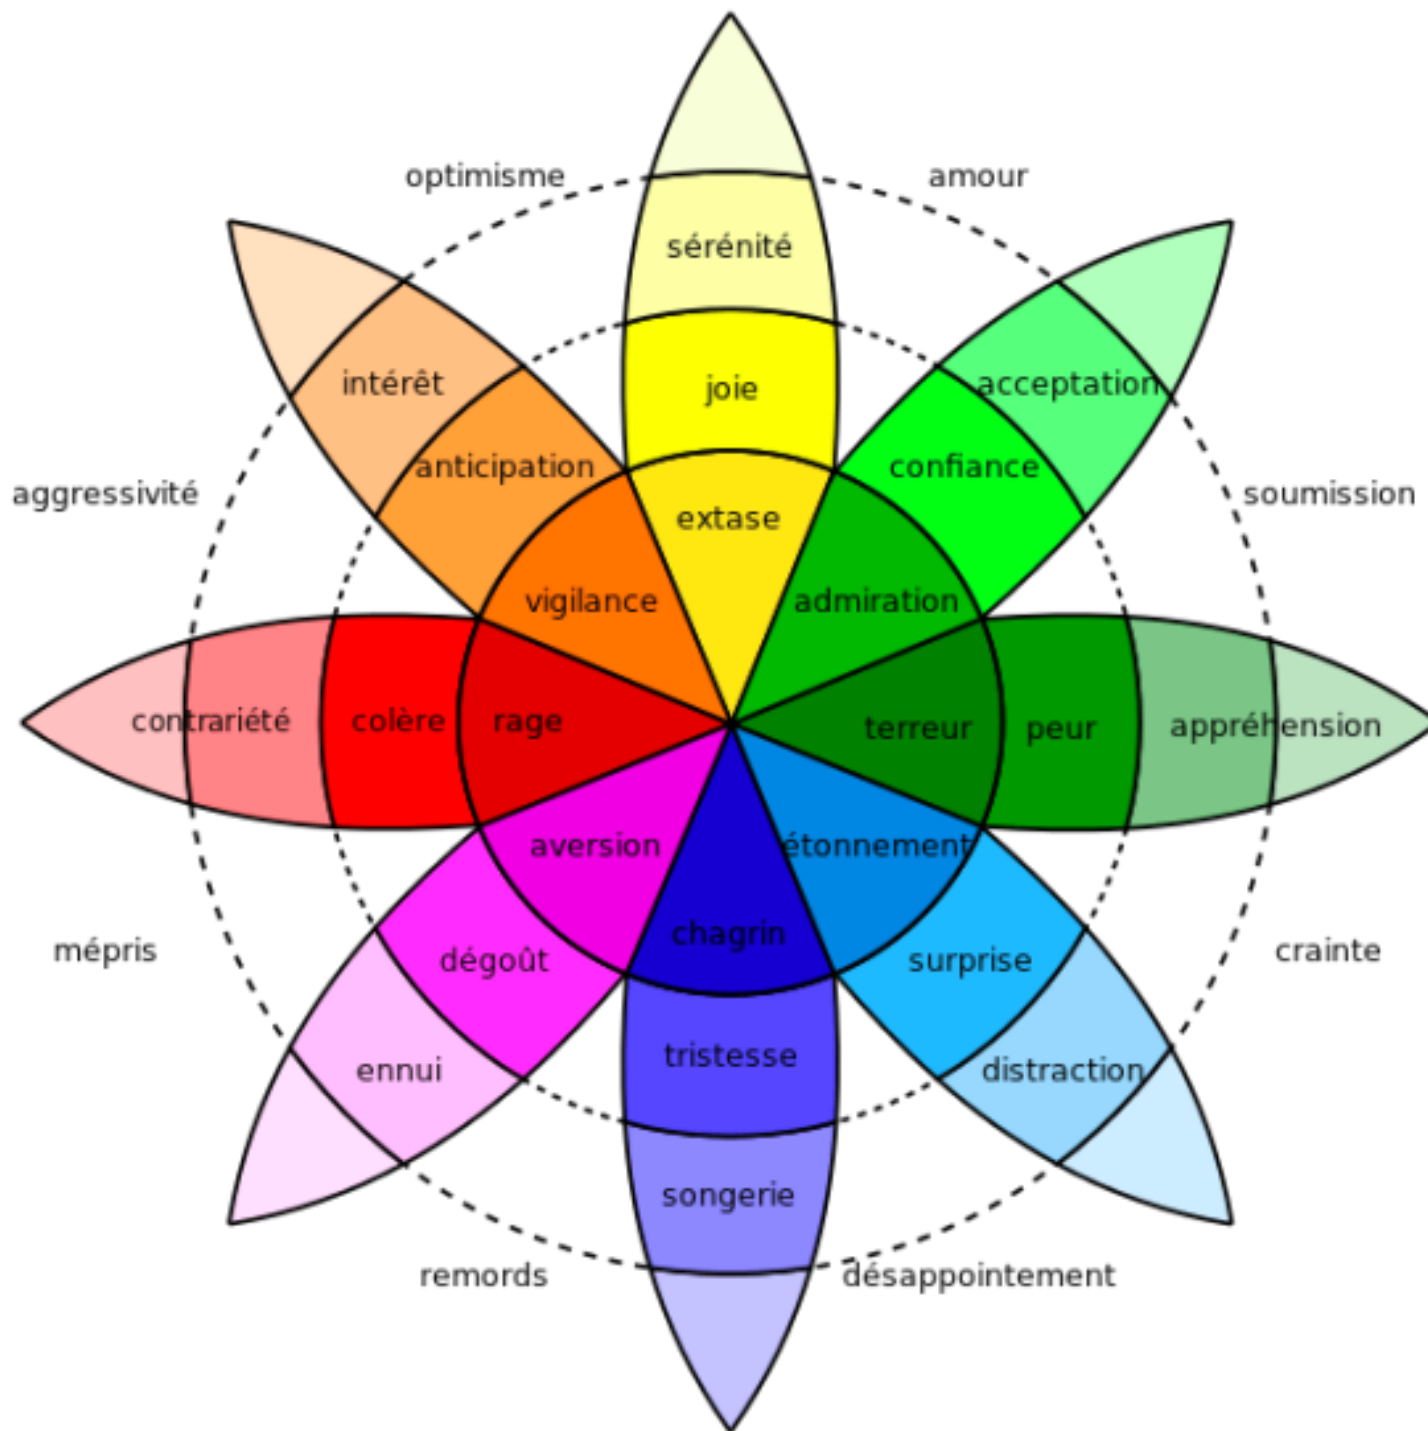 optimisme
amour
sérénité
intérêt
joie
acceptation
anticipation
confiance
aggressivité
extase
soumission
vigilance
admiration
contrariété
colère
rage
terreur
peur
appréhension
aversion
étonnement
mépris
dégoût
chagrin
surprise
crainte
ennui
tristesse
distraction
songerie
remords
désappointement